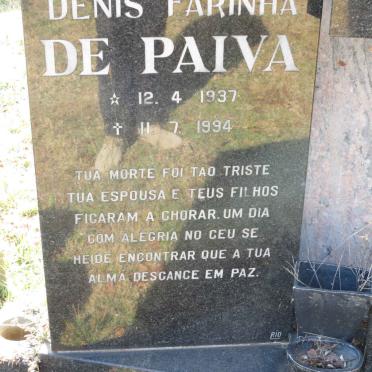 DENIS FARINHA
DE PAIVA
☆ 12. 4 1937
✝ 11 7 1994
TUA MORTE FOI TAO TRISTE
TUA ESPOUSA E TEUS FILHOS
FICARAM A CHORAR. UM DIA
COM ALEGRIA NO CEU SE
HEIDE ENCONTRAR QUE A TUA
ALMA DESCANCE EM PAZ.
RIO